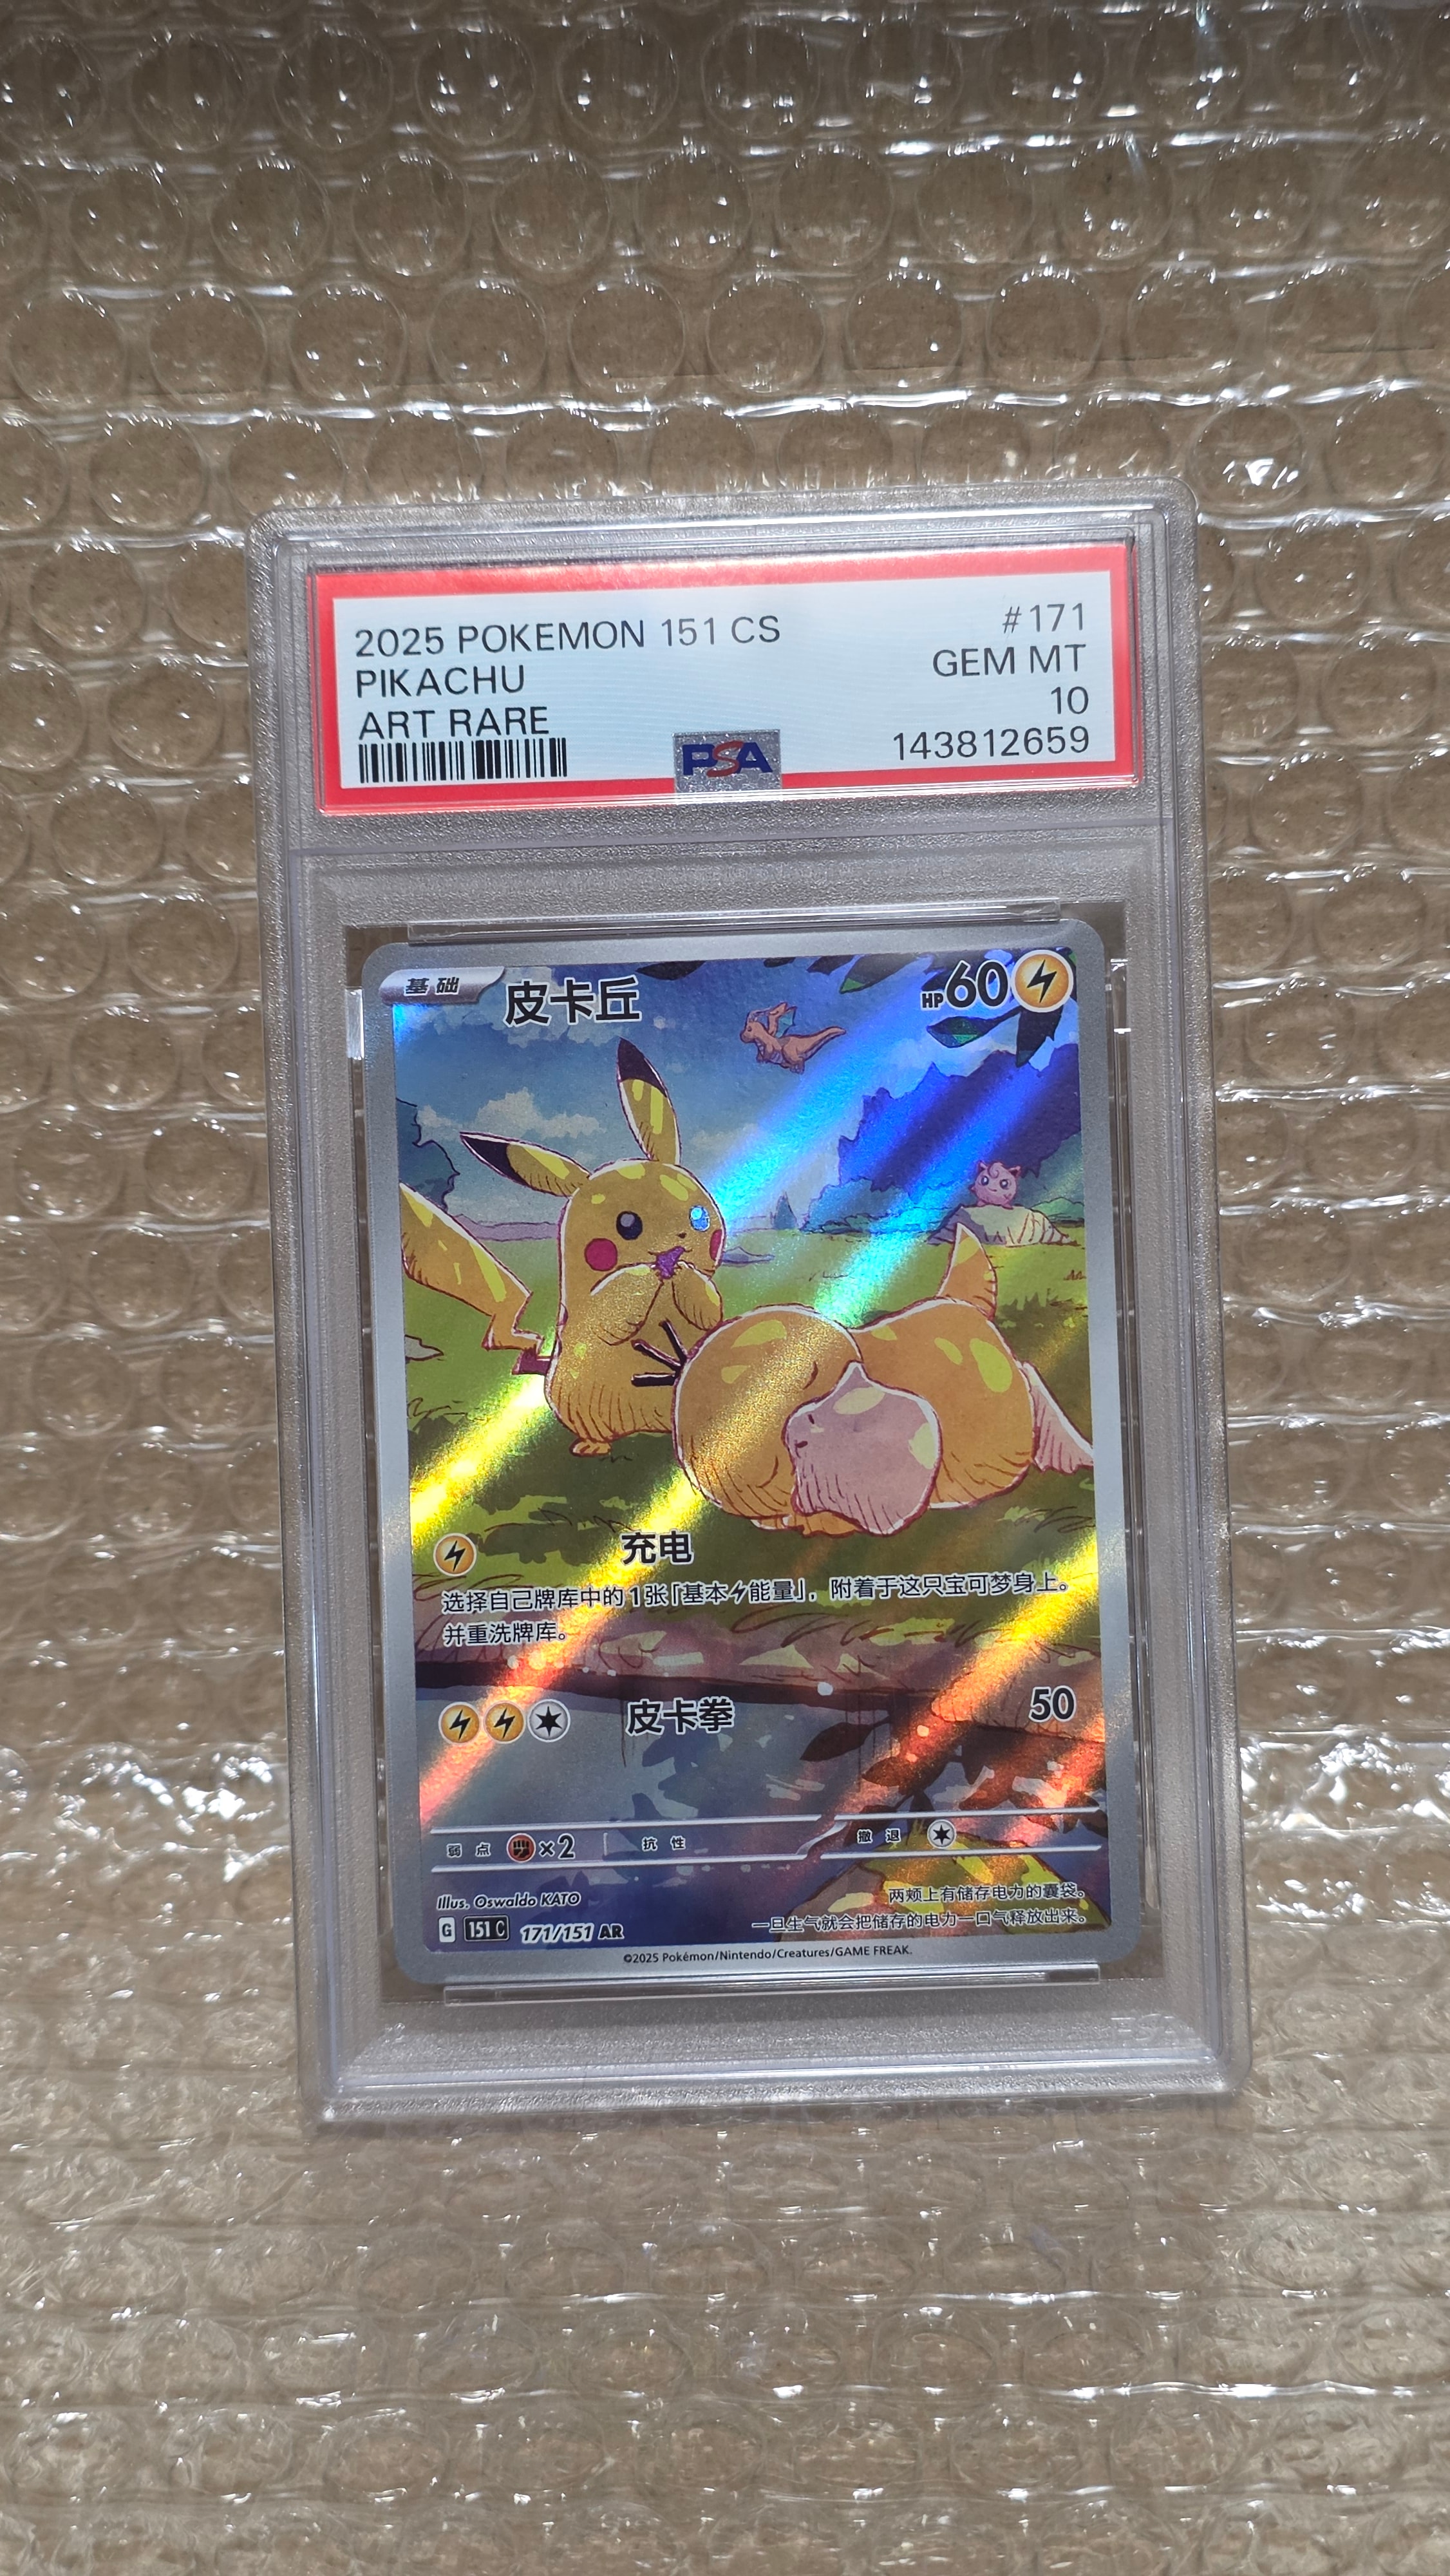 2025 POKEMON 151 CS
#171
PIKACHU
GEM MT
ART RARE
10
PSA
143812659
基础
皮卡丘
HP60
充电
选择自己牌库中的1张「基本⚡能量」,附着于这只宝可梦身上。
并重洗牌库。
皮卡拳
50
弱点 ×2
抗性
撤退
Illus. Oswaldo KATO
两颊上有储存电力的囊袋。
一旦生气就会把储存的电力一口气释放出来。
G 151 C 171/151 AR
©2025 Pokémon/Nintendo/Creatures/GAME FREAK.